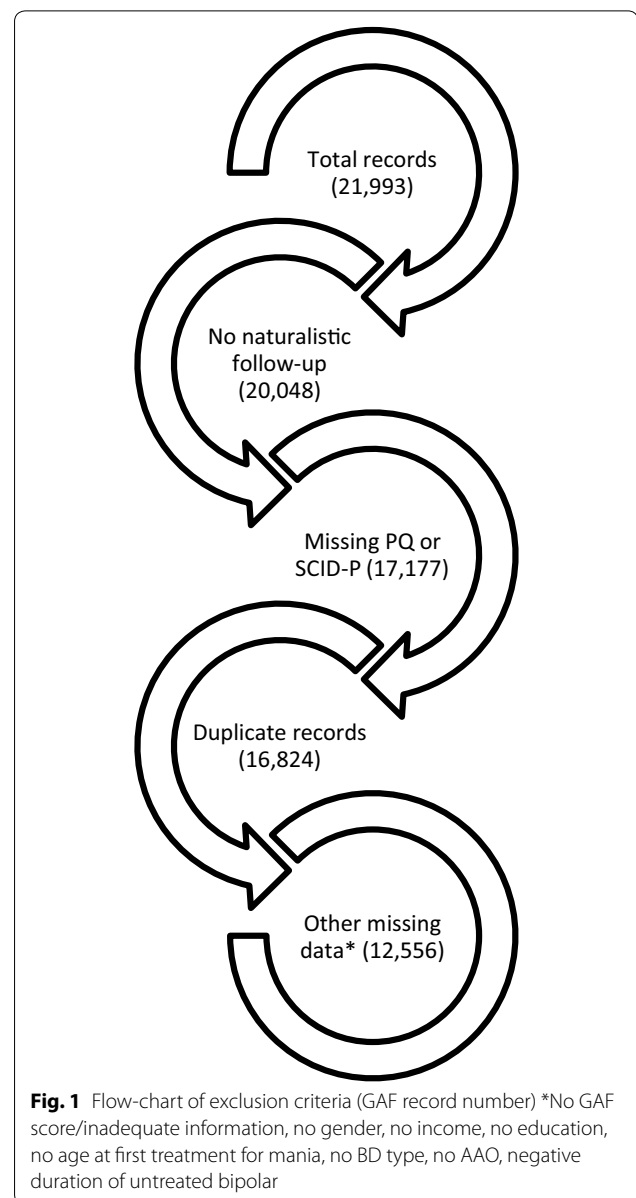 Total records
(21,993)
No naturalistic
follow-up
(20,048)
Missing PQ or
SCID-P (17,177)
Duplicate records
(16,824)
Other missing
data* (12,556)
Fig. 1 Flow-chart of exclusion criteria (GAF record number) *No GAF
score/inadequate information, no gender, no income, no education,
no age at first treatment for mania, no BD type, no AAO, negative
duration of untreated bipolar